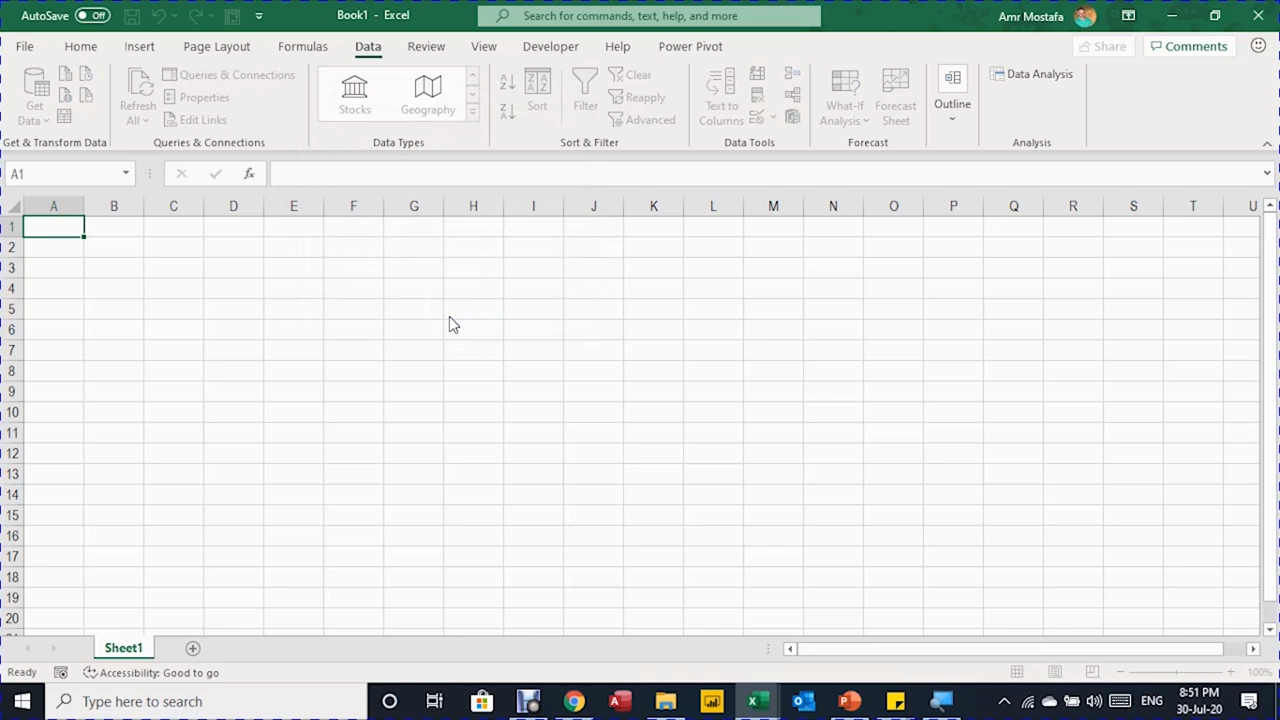 AutoSave Off Book1 - Excel Search for commands, text, help, and more Amr Mostafa
File Home Insert Page Layout Formulas Data Review View Developer Help Power Pivot Share Comments
Get Data Refresh All Queries & Connections Properties Edit Links Stocks Geography Sort Filter Clear Reapply Advanced Text to Columns What-If Analysis Forecast Sheet Outline Data Analysis
Get & Transform Data Queries & Connections Data Types Sort & Filter Data Tools Forecast Analysis
A1 fx
A B C D E F G H I J K L M N O P Q R S T U
1
2
3
4
5
6
7
8
9
10
11
12
13
14
15
16
17
18
19
20
Sheet1
Ready Accessibility: Good to go 100%
Type here to search ENG 8:51 PM
30-Jul-20